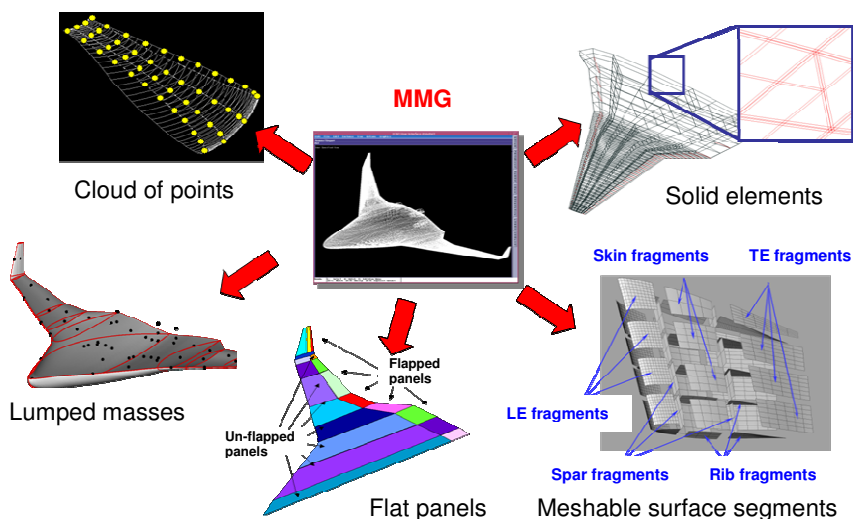 MMG
Cloud of points
Solid elements
Skin fragments
TE fragments
Lumped masses
Flapped
panels
Un-flapped
panels
LE fragments
Spar fragments
Rib fragments
Flat panels
Meshable surface segments